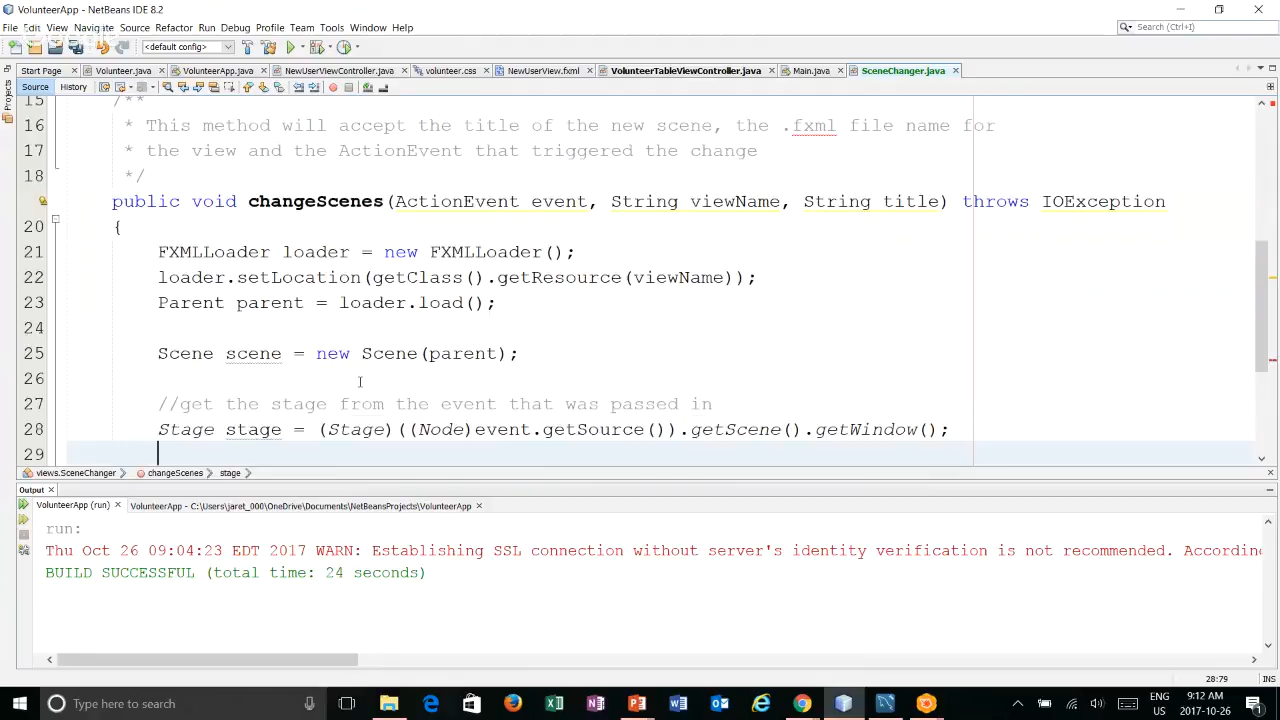 VolunteerApp - NetBeans IDE 8.2
File Edit View Navigate Source Refactor Run Debug Profile Team Tools Window Help
Search (Ctrl+I)
<default config>
Start Page Volunteer.java VolunteerApp.java NewUserViewController.java volunteer.css NewUserView.fxml VolunteerTableViewController.java Main.java SceneChanger.java
Source History
Projects
15 /**
16 * This method will accept the title of the new scene, the .fxml file name for
17 * the view and the ActionEvent that triggered the change
18 */
public void changeScenes(ActionEvent event, String viewName, String title) throws IOException
20 {
21 FXMLLoader loader = new FXMLLoader();
22 loader.setLocation(getClass().getResource(viewName));
23 Parent parent = loader.load();
24
25 Scene scene = new Scene(parent);
26
27 //get the stage from the event that was passed in
28 Stage stage = (Stage)((Node)event.getSource()).getScene().getWindow();
29
views.SceneChanger changeScenes stage
Output
VolunteerApp (run) VolunteerApp - C:\Users\jaret_000\OneDrive\Documents\NetBeansProjects\VolunteerApp
run:
Thu Oct 26 09:04:23 EDT 2017 WARN: Establishing SSL connection without server's identity verification is not recommended. According
BUILD SUCCESSFUL (total time: 24 seconds)
28:79 INS
Type here to search
ENG
US
9:12 AM
2017-10-26